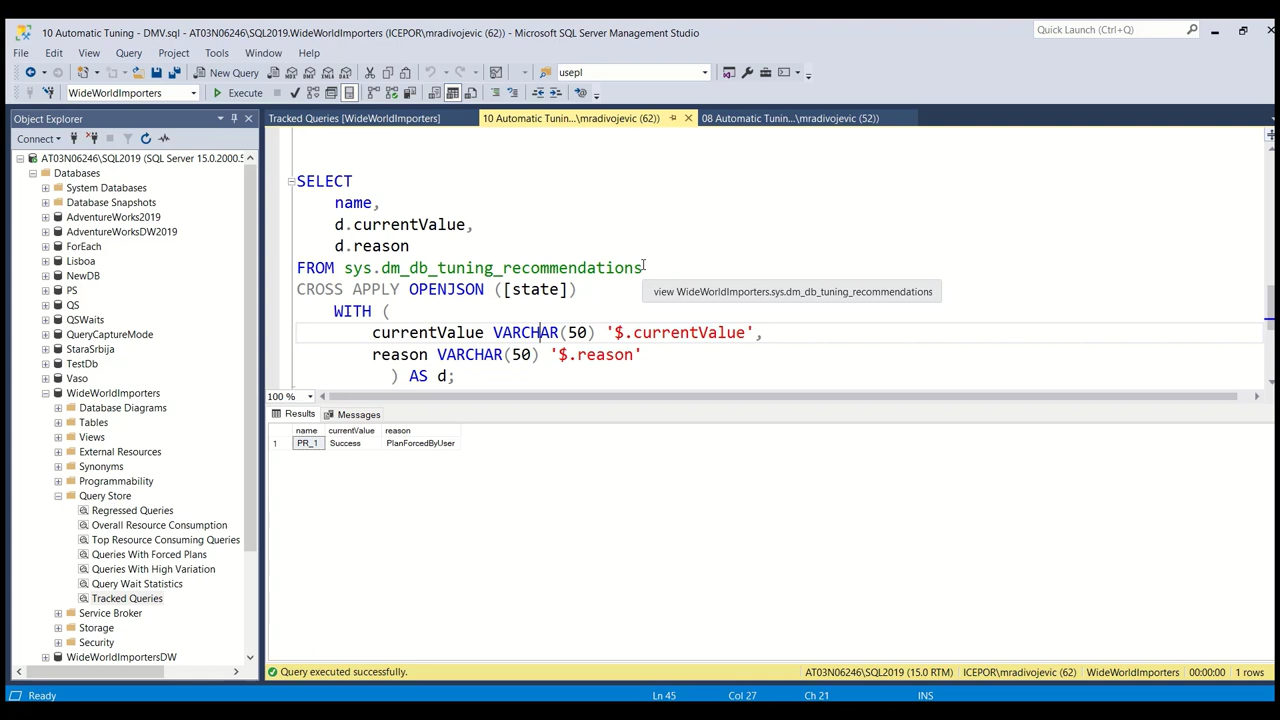 10 Automatic Tuning - DMV.sql - AT03N06246\SQL2019.WideWorldImporters (ICEPOR\mradivojevic (62)) - Microsoft SQL Server Management Studio
Quick Launch (Ctrl+Q)
File Edit View Query Project Tools Window Help
New Query
usepl
WideWorldImporters
Execute
Object Explorer
Tracked Queries [WideWorldImporters]
10 Automatic Tunin...\mradivojevic (62))
08 Automatic Tunin...\mradivojevic (52))
Connect
AT03N06246\SQL2019 (SQL Server 15.0.2000.5
Databases
System Databases
Database Snapshots
AdventureWorks2019
AdventureWorksDW2019
ForEach
Lisboa
NewDB
PS
QS
QSWaits
QueryCaptureMode
StaraSrbija
TestDb
Vaso
WideWorldImporters
Database Diagrams
Tables
Views
External Resources
Synonyms
Programmability
Query Store
Regressed Queries
Overall Resource Consumption
Top Resource Consuming Queries
Queries With Forced Plans
Queries With High Variation
Query Wait Statistics
Tracked Queries
Service Broker
Storage
Security
WideWorldImportersDW
SELECT
name,
d.currentValue,
d.reason
FROM sys.dm_db_tuning_recommendations
CROSS APPLY OPENJSON ([state])
view WideWorldImporters.sys.dm_db_tuning_recommendations
WITH (
currentValue VARCHAR(50) '$.currentValue',
reason VARCHAR(50) '$.reason'
) AS d;
100 %
Results Messages
name currentValue reason
1 PR_1 Success PlanForcedByUser
Query executed successfully.
AT03N06246\SQL2019 (15.0 RTM) ICEPOR\mradivojevic (62) WideWorldImporters 00:00:00 1 rows
Ready
Ln 45 Col 27 Ch 21 INS